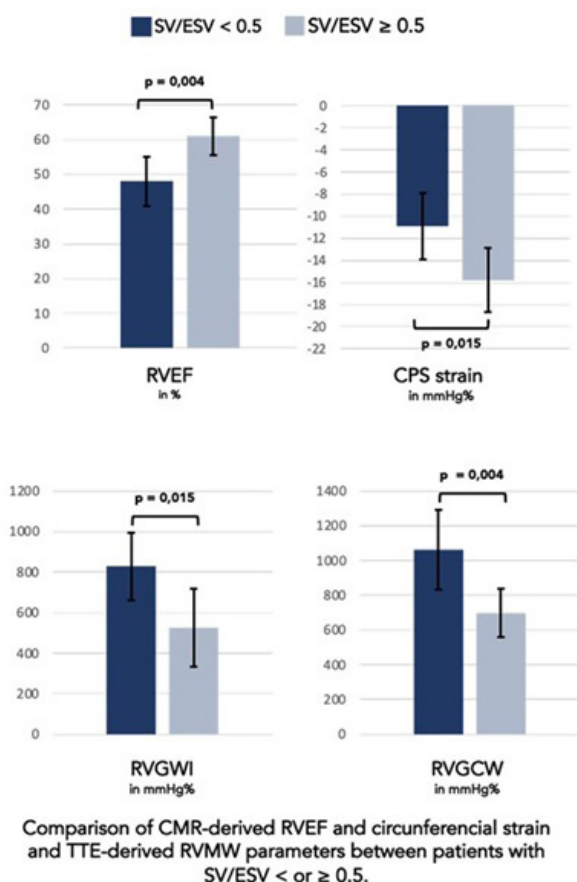 SV/ESV < 0.5 SV/ESV ≥ 0.5
p = 0,004
70
60
50
40
30
20
10
0
RVEF
in %
0
-2
-4
-6
-8
-10
-12
-14
-16
-18
-20
-22
p = 0,015
CPS strain
in mmHg%
p = 0,015
1200
1000
800
600
400
200
0
RVGWI
in mmHg%
p = 0,004
1400
1200
1000
800
600
400
200
0
RVGCW
in mmHg%
Comparison of CMR-derived RVEF and circunferencial strain
and TTE-derived RVMW parameters between patients with
SV/ESV < or ≥ 0.5.